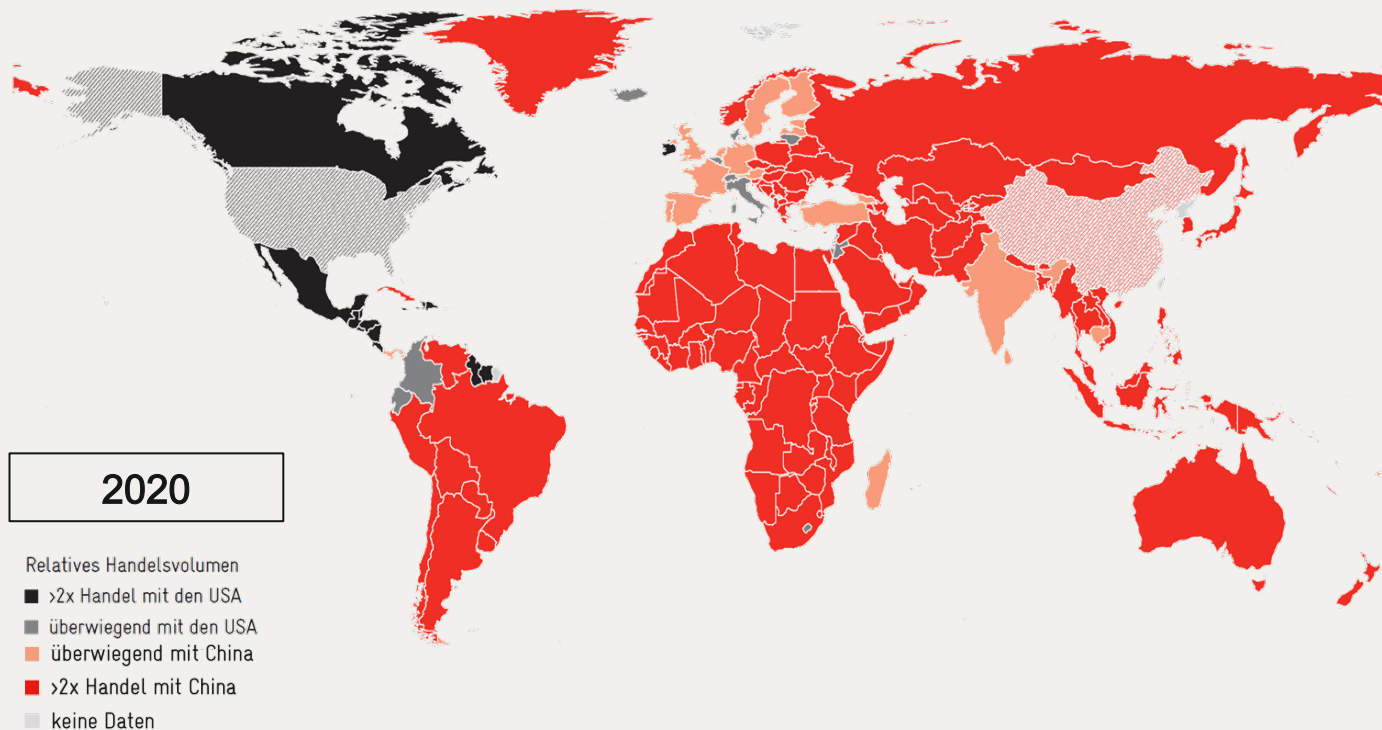 2020
Relatives Handelsvolumen
>2x Handel mit den USA
überwiegend mit den USA
überwiegend mit China
>2x Handel mit China
keine Daten